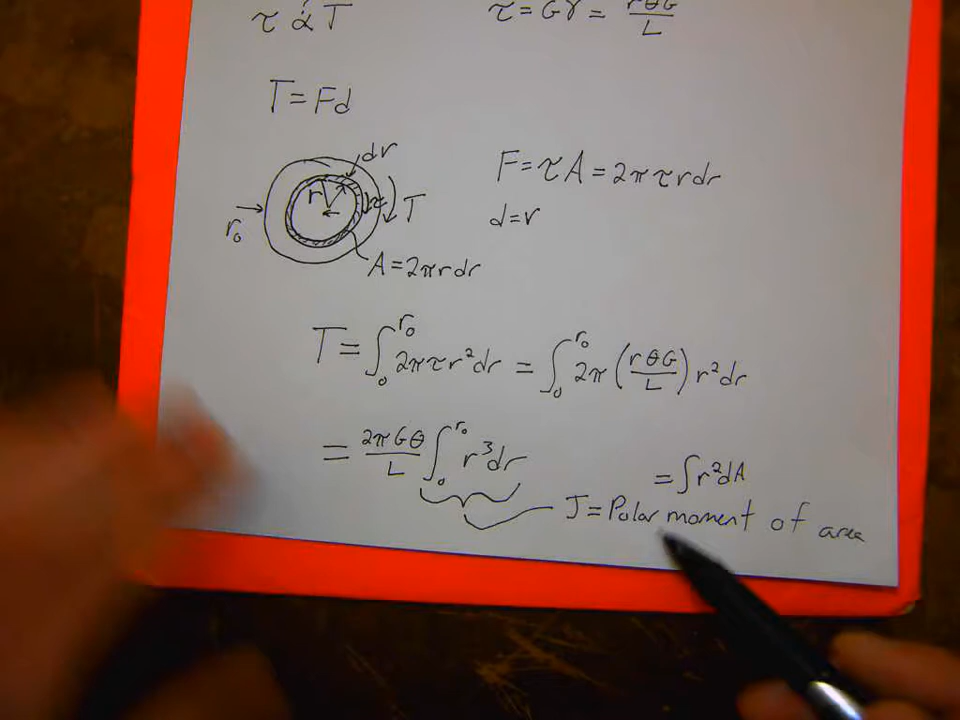 τ ά T
τ = Gγ = rθG/L
T = Fd
dr
r
r₀
τ
T
A = 2πrdr
F = τA = 2πτrdr
d = r
T = ∫₀^r₀ 2πτr²dr = ∫₀^r₀ 2π(rθG/L)r²dr
= 2πGθ/L ∫₀^r₀ r³dr
= ∫r²dA
J = Polar moment of area